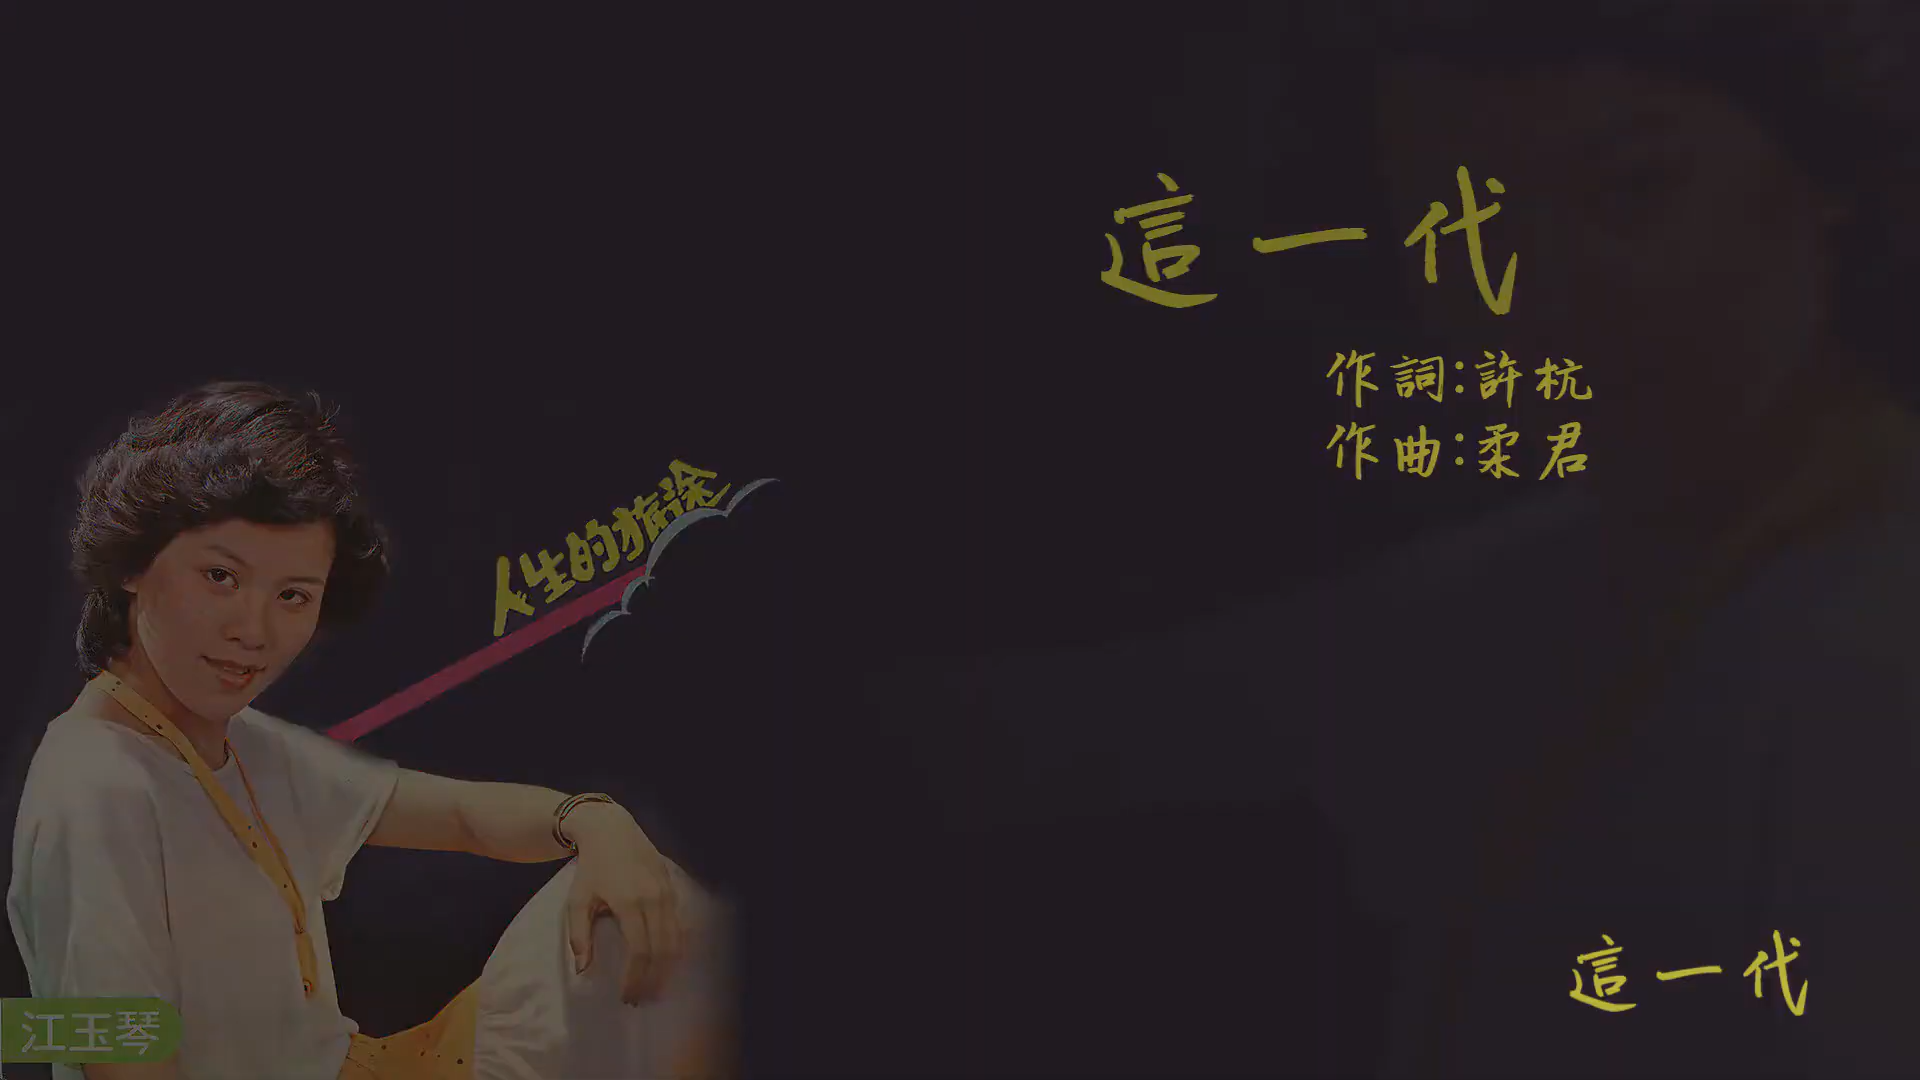 這一代
作詞:許杭
作曲:柔君
人生的旅途
這一代
江玉琴